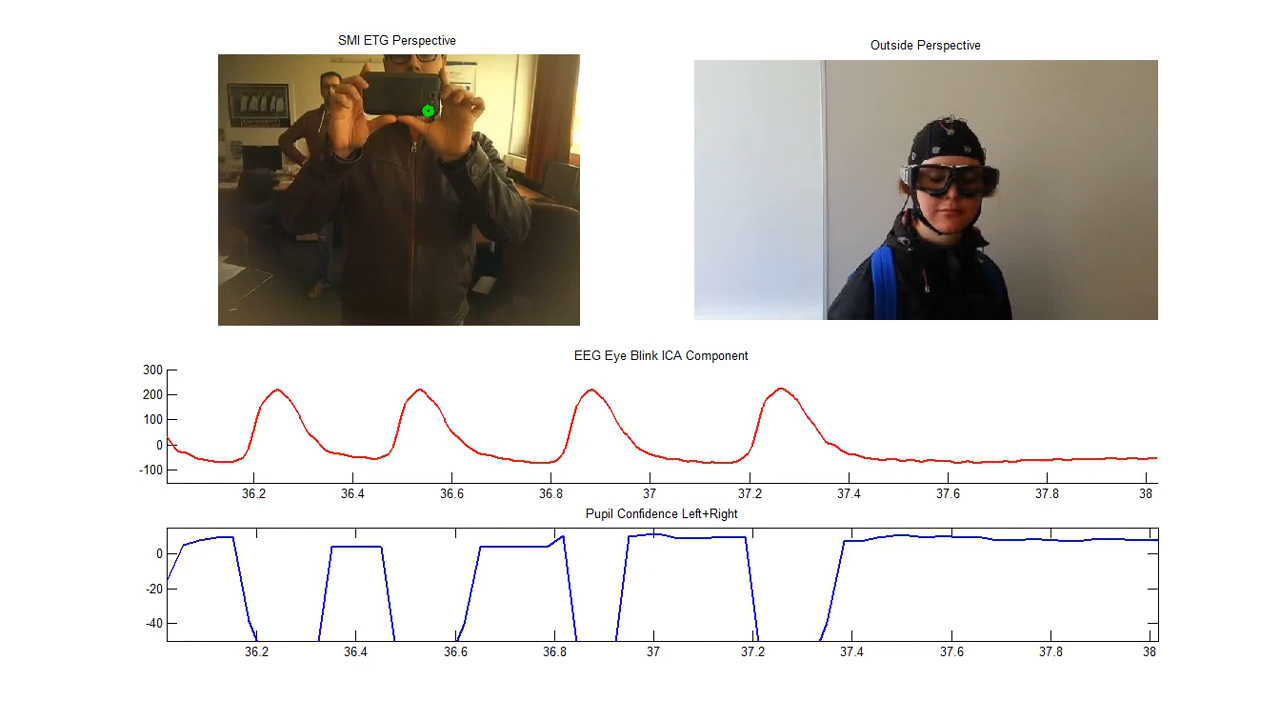 SMI ETG Perspective
Outside Perspective
EEG Eye Blink ICA Component
300
200
100
0
-100
36.2 36.4 36.6 36.8 37 37.2 37.4 37.6 37.8 38
Pupil Confidence Left+Right
0
-20
-40
36.2 36.4 36.6 36.8 37 37.2 37.4 37.6 37.8 38